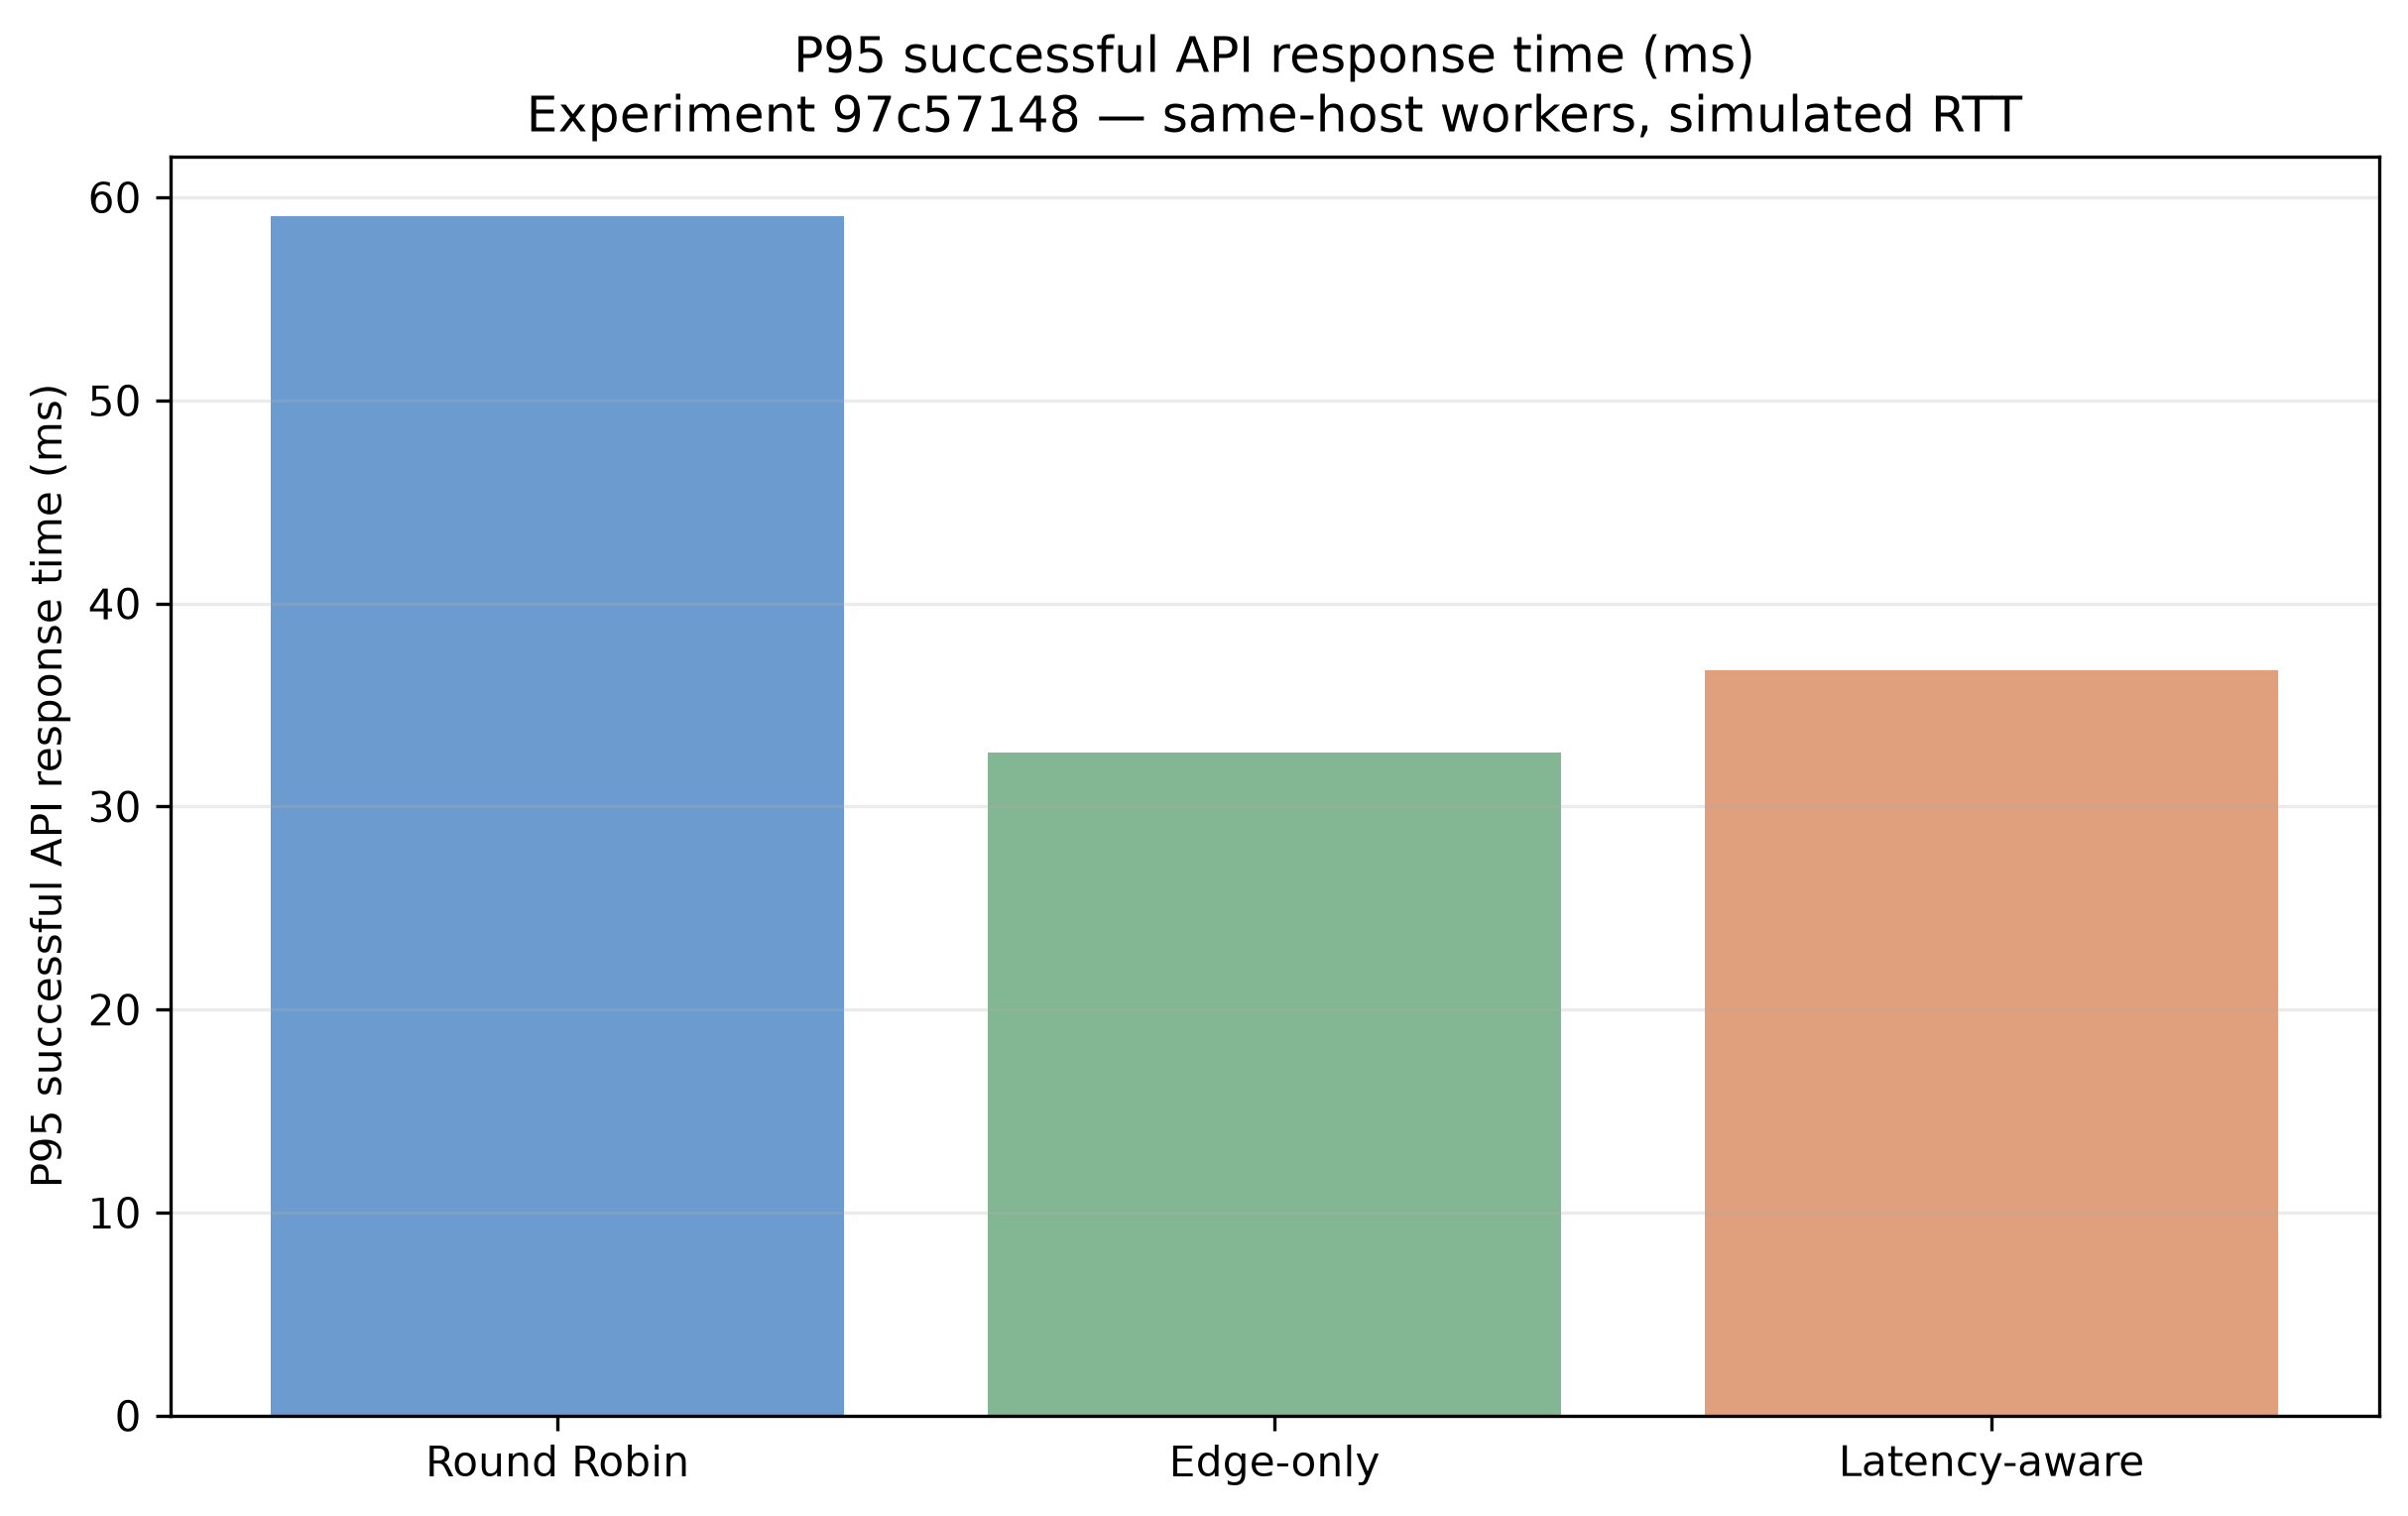 P95 successful API response time (ms)
Experiment 97c57148 — same-host workers, simulated RTT
P95 successful API response time (ms)
60
50
40
30
20
10
0
Round Robin
Edge-only
Latency-aware